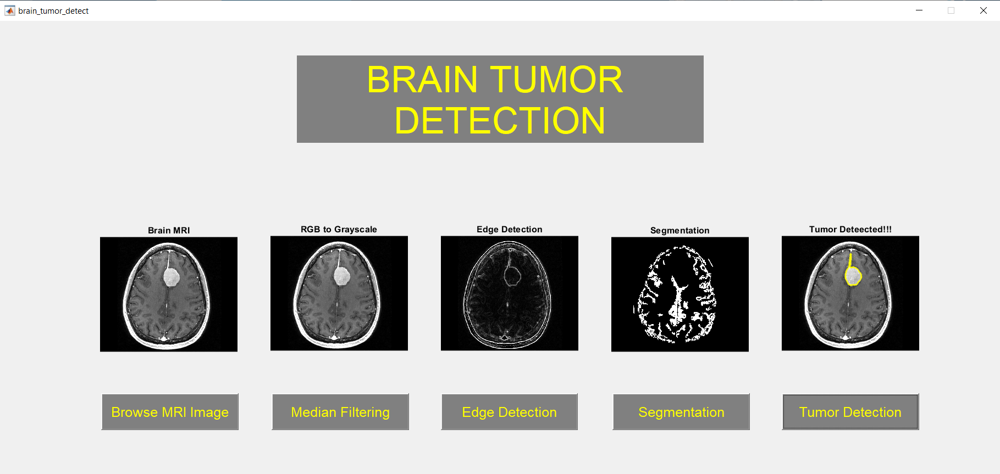 brain_tumor_detect
BRAIN TUMOR
DETECTION
Brain MRI
RGB to Grayscale
Edge Detection
Segmentation
Tumor Deteected!!!
Browse MRI Image
Median Filtering
Edge Detection
Segmentation
Tumor Detection